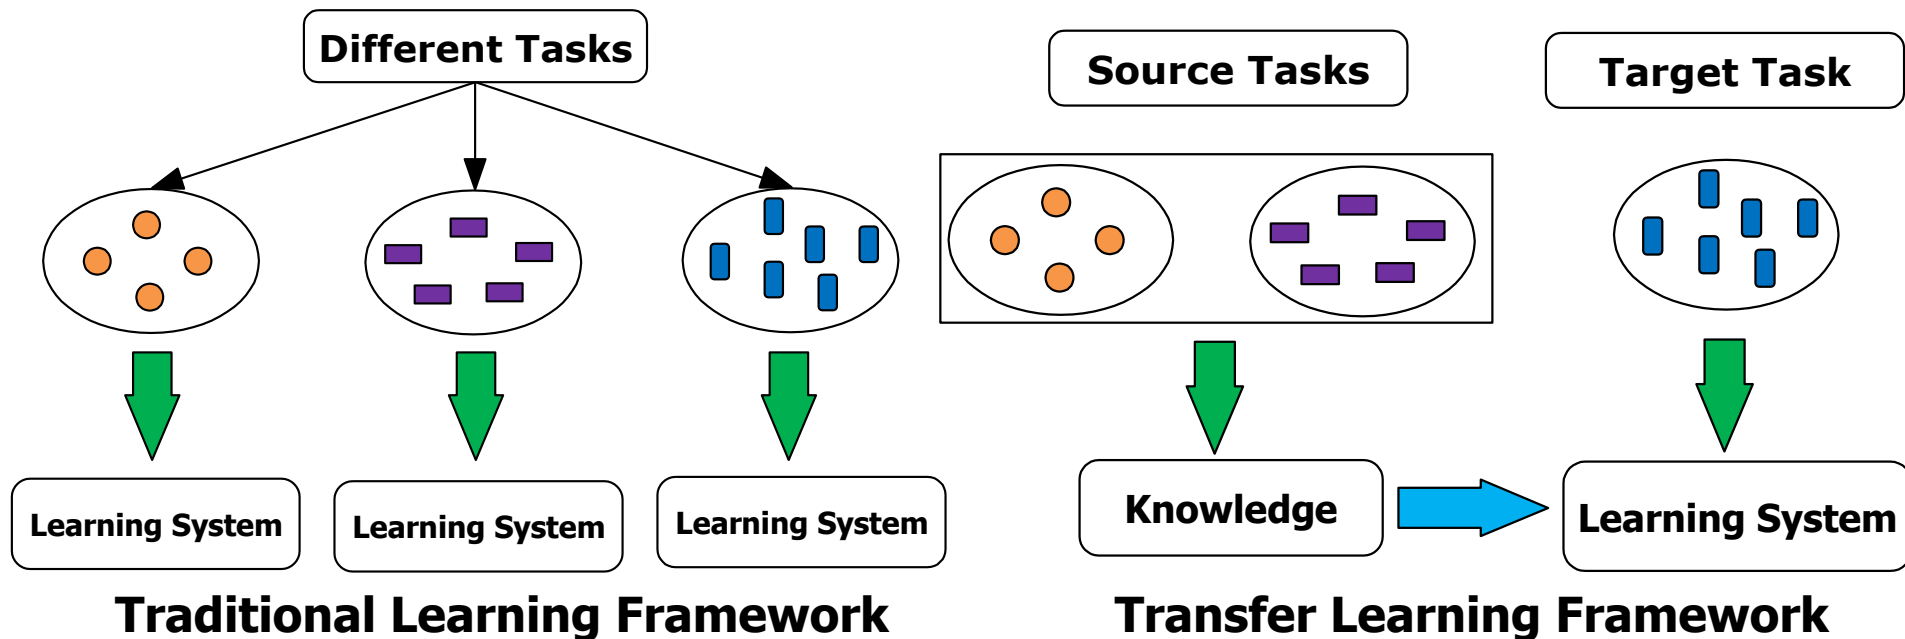 Different Tasks
Source Tasks
Target Task
Learning System
Learning System
Learning System
Knowledge
Learning System
Traditional Learning Framework
Transfer Learning Framework